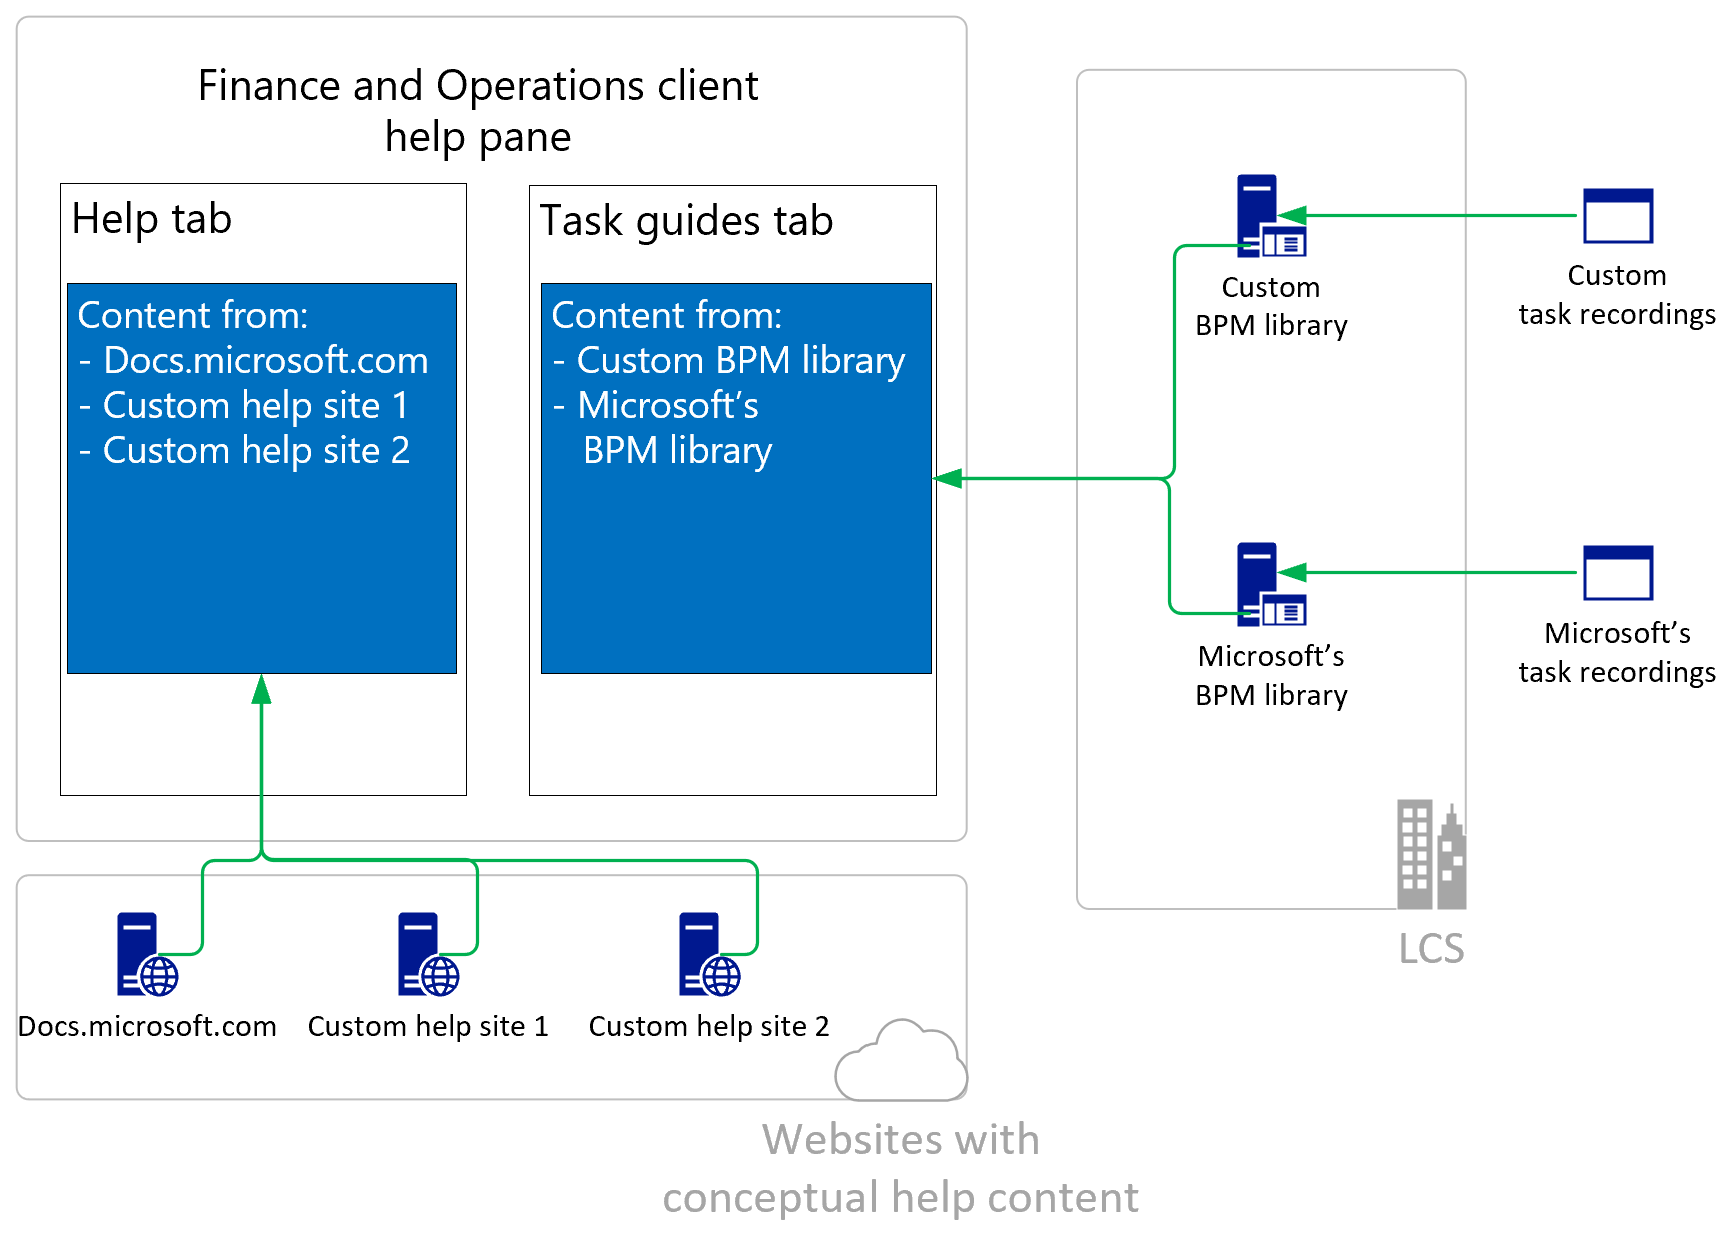 Finance and Operations client
help pane
Help tab
Content from:
- Docs.microsoft.com
- Custom help site 1
- Custom help site 2
Task guides tab
Content from:
- Custom BPM library
- Microsoft’s
BPM library
Custom
BPM library
Custom
task recordings
Microsoft’s
BPM library
Microsoft’s
task recordings
LCS
Docs.microsoft.com
Custom help site 1
Custom help site 2
Websites with
conceptual help content